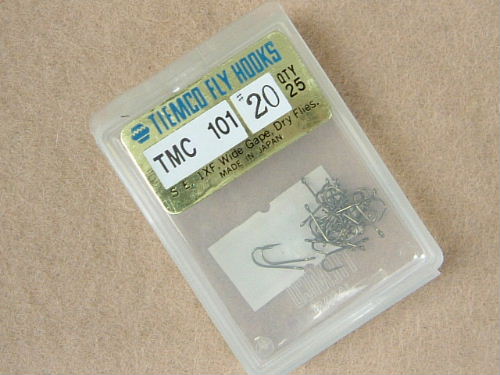 TIEMCO FLY HOOKS
TMC 101 #20 QTY 25
S.E., 1XF, Wide Gape, Dry Flies.
MADE IN JAPAN